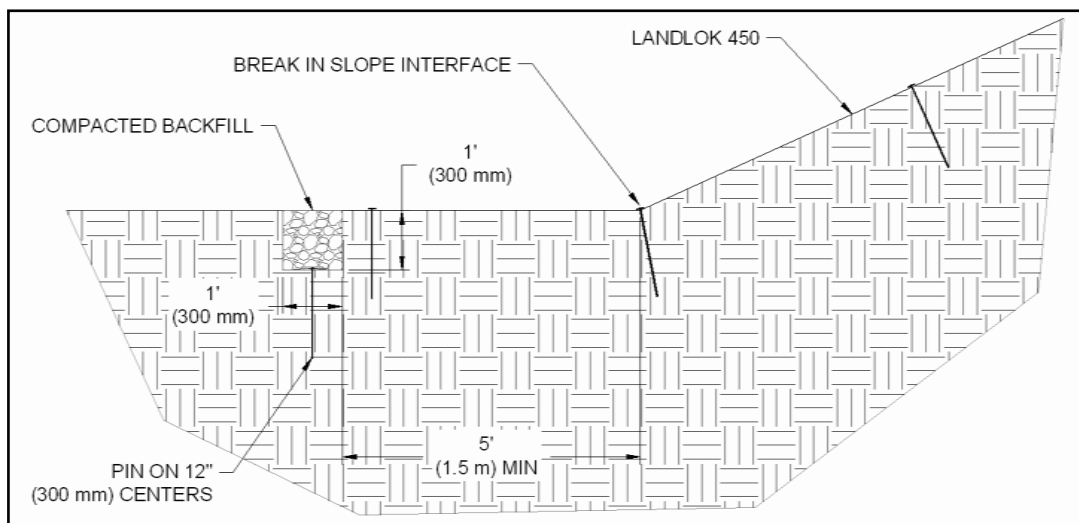 LANDLOK 450
BREAK IN SLOPE INTERFACE
COMPACTED BACKFILL
1'
(300 mm)
1'
(300 mm)
5'
(1.5 m) MIN
PIN ON 12"
(300 mm) CENTERS